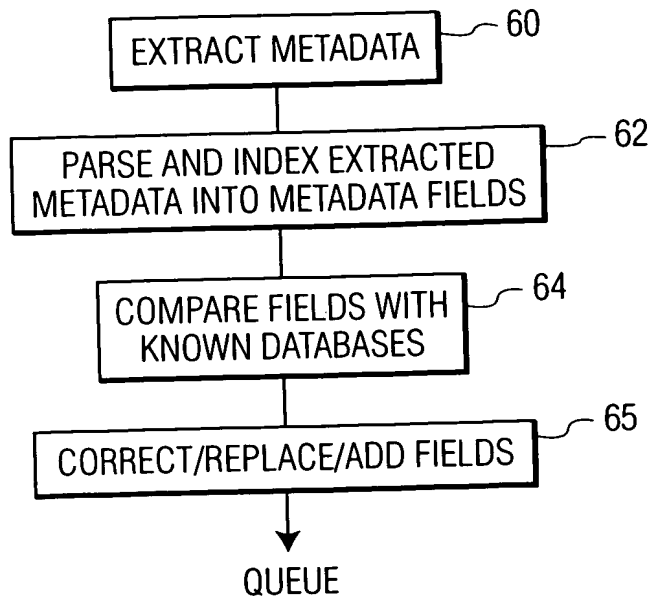 EXTRACT METADATA
60
PARSE AND INDEX EXTRACTED
METADATA INTO METADATA FIELDS
62
COMPARE FIELDS WITH
KNOWN DATABASES
64
CORRECT/REPLACE/ADD FIELDS
65
QUEUE